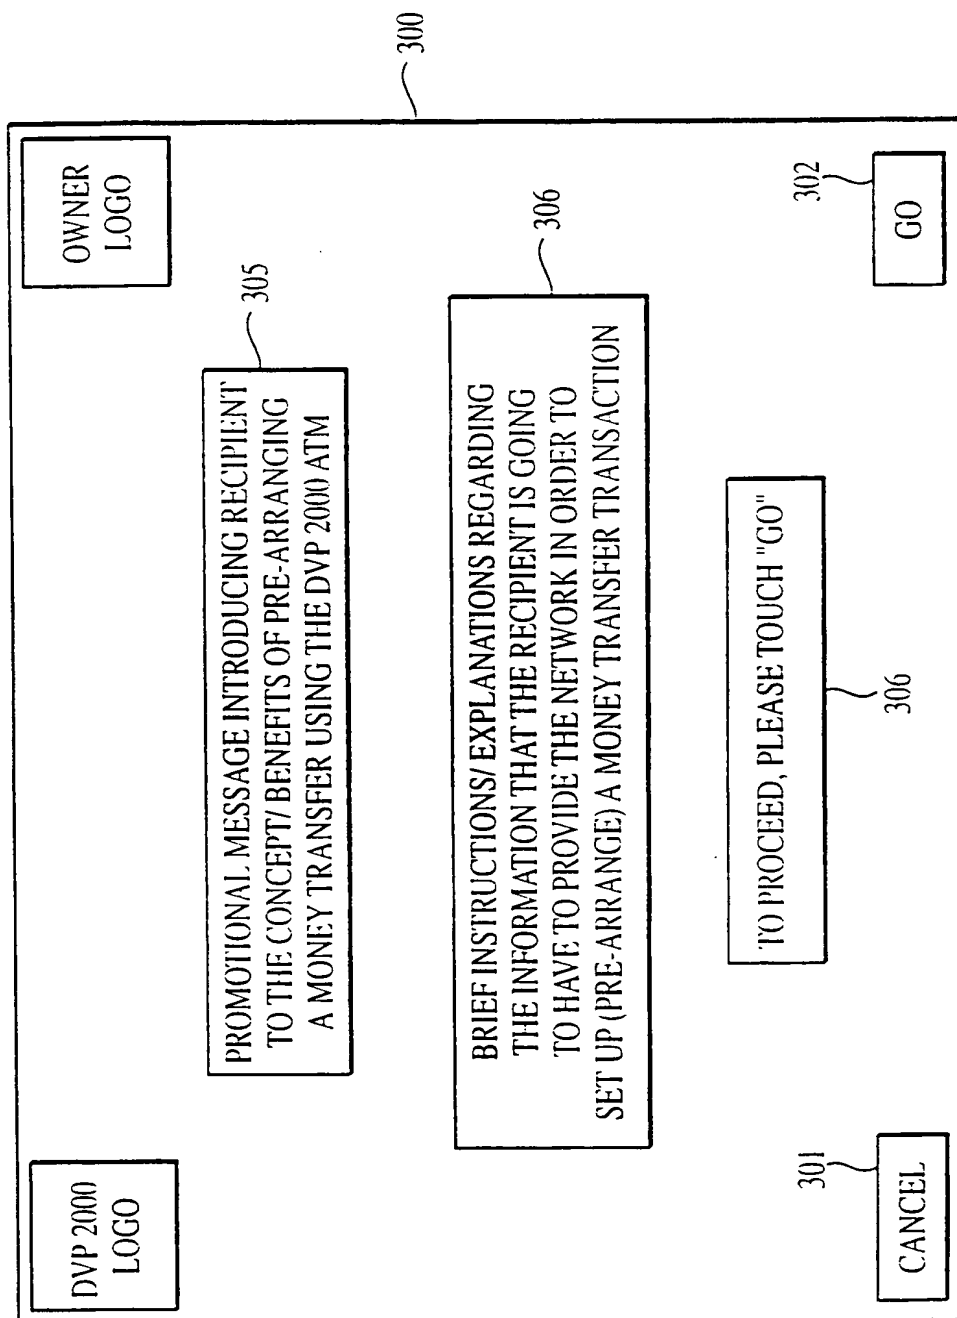 300
DVP 2000
LOGO
OWNER
LOGO
305
PROMOTIONAL MESSAGE INTRODUCING RECIPIENT
TO THE CONCEPT/ BENEFITS OF PRE-ARRANGING
A MONEY TRANSFER USING THE DVP 2000 ATM
306
BRIEF INSTRUCTIONS/ EXPLANATIONS REGARDING
THE INFORMATION THAT THE RECIPIENT IS GOING
TO HAVE TO PROVIDE THE NETWORK IN ORDER TO
SET UP (PRE-ARRANGE) A MONEY TRANSFER TRANSACTION
TO PROCEED, PLEASE TOUCH "GO"
306
301
CANCEL
302
GO